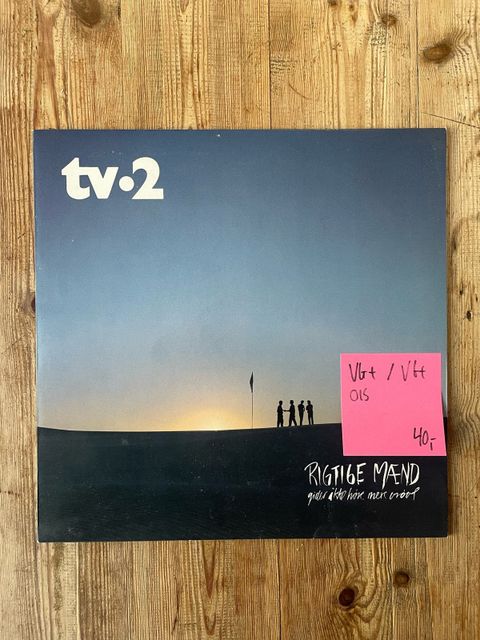 tv·2
VG+ / VG+
OIS
40,-
RIGTIGE MÆND
gider ikke høre mere vrøvl